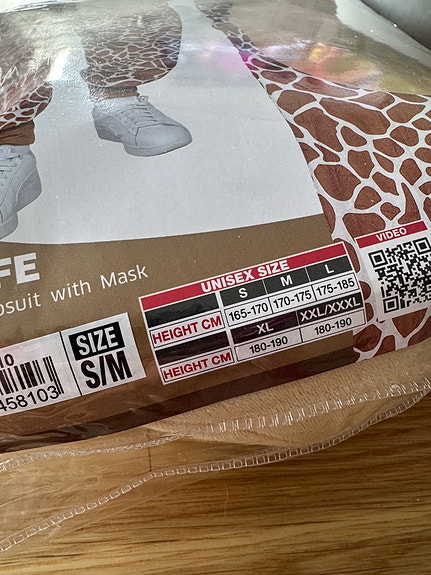 FE
osuit with Mask
UNISEX SIZE
S M L
HEIGHT CM 165-170 170-175 175-185
XL XXL/XXXL
HEIGHT CM 180-190 180-190
VIDEO
SIZE
S/M
458103